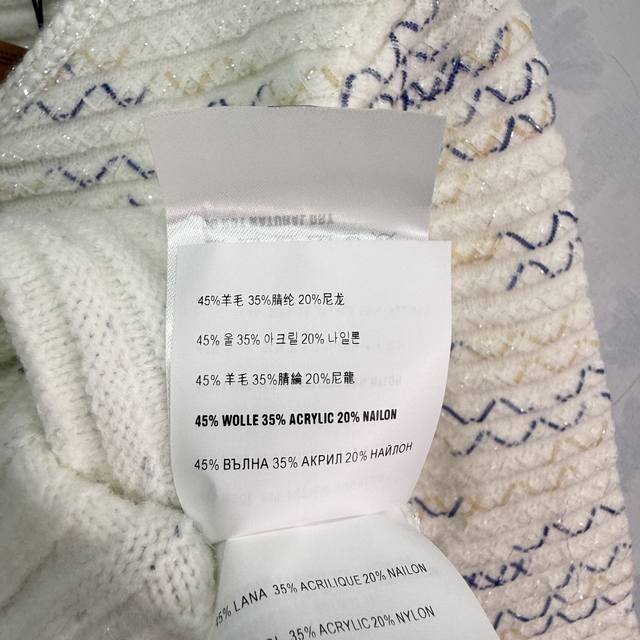 NATURAL DRY
45%羊毛 35%腈纶 20%尼龙
45% 울 35% 아크릴 20% 나일론
45% 羊毛 35%腈綸 20%尼龍
45% WOLLE 35% ACRYLIC 20% NAILON
45% ВЪЛНА 35% АКРИЛ 20% НАЙЛОН
45% LANA 35% ACRILIQUE 20% NAILON
35% ACRYLIC 20% NYLON